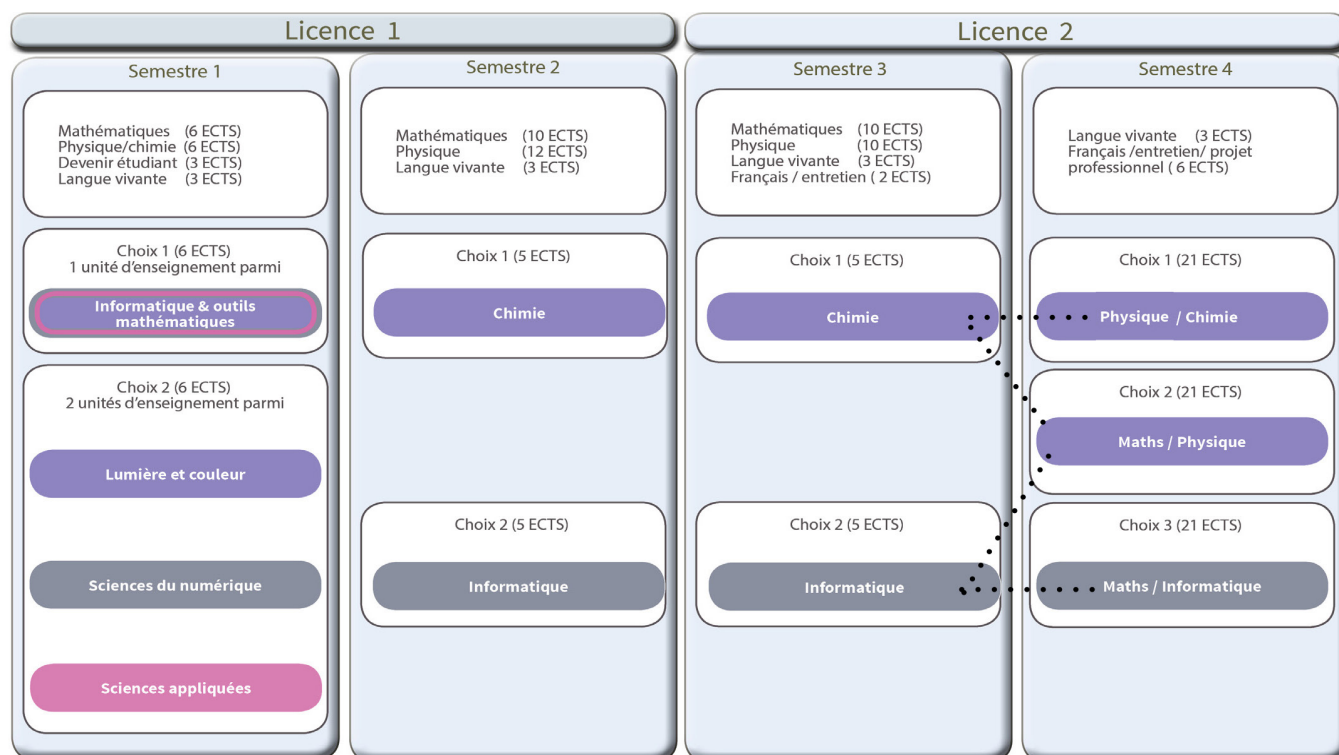 Licence 1
Licence 2
Semestre 1
Mathématiques (6 ECTS)
Physique/chimie (6 ECTS)
Devenir étudiant (3 ECTS)
Langue vivante (3 ECTS)
Choix 1 (6 ECTS)
1 unité d'enseignement parmi
Informatique & outils
mathématiques
Choix 2 (6 ECTS)
2 unités d'enseignement parmi
Lumière et couleur
Sciences du numérique
Sciences appliquées
Semestre 2
Mathématiques (10 ECTS)
Physique (12 ECTS)
Langue vivante (3 ECTS)
Choix 1 (5 ECTS)
Chimie
Choix 2 (5 ECTS)
Informatique
Semestre 3
Mathématiques (10 ECTS)
Physique (10 ECTS)
Langue vivante (3 ECTS)
Français / entretien ( 2 ECTS)
Choix 1 (5 ECTS)
Chimie
Choix 2 (5 ECTS)
Informatique
Semestre 4
Langue vivante (3 ECTS)
Français /entretien/ projet
professionnel ( 6 ECTS)
Choix 1 (21 ECTS)
Physique / Chimie
Choix 2 (21 ECTS)
Maths / Physique
Choix 3 (21 ECTS)
Maths / Informatique